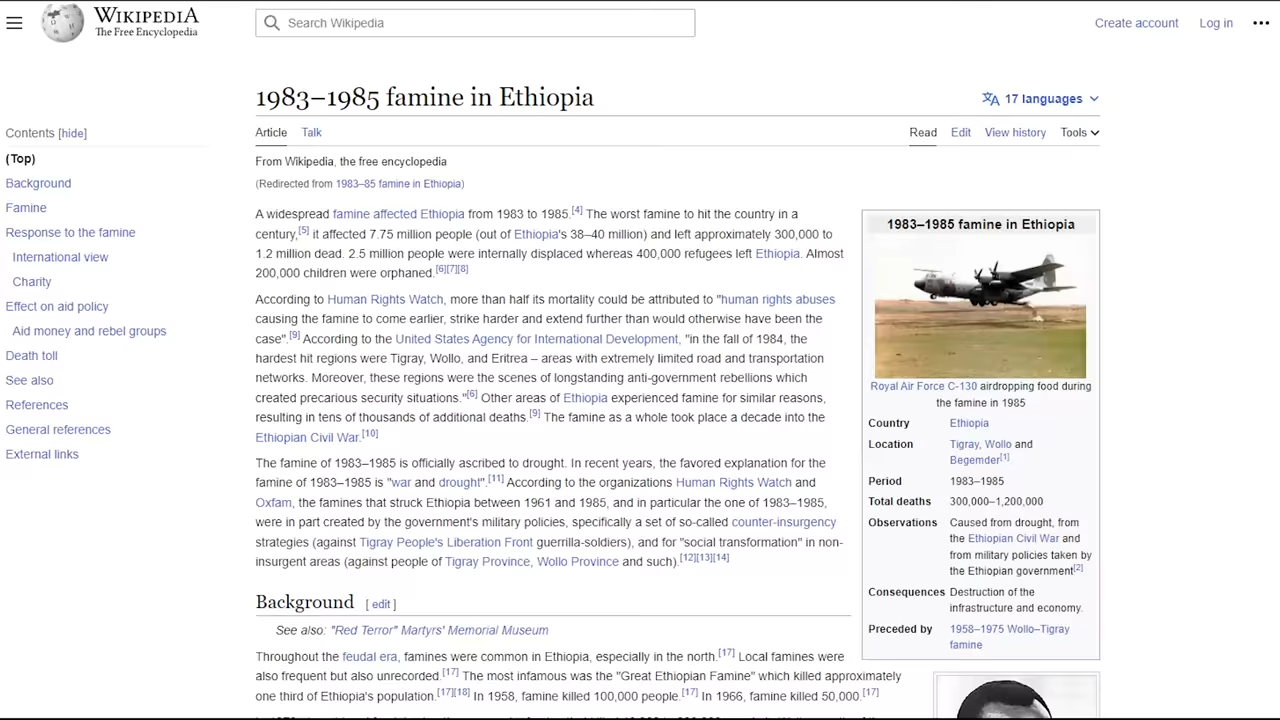 WIKIPEDIA
The Free Encyclopedia
Search Wikipedia
Create account
Log in
1983–1985 famine in Ethiopia
17 languages
Article
Talk
Read
Edit
View history
Tools
Contents [hide]
(Top)
Background
Famine
Response to the famine
International view
Charity
Effect on aid policy
Aid money and rebel groups
Death toll
See also
References
General references
External links
From Wikipedia, the free encyclopedia
(Redirected from 1983–85 famine in Ethiopia)
A widespread famine affected Ethiopia from 1983 to 1985.[4] The worst famine to hit the country in a
century,[5] it affected 7.75 million people (out of Ethiopia's 38–40 million) and left approximately 300,000 to
1.2 million dead. 2.5 million people were internally displaced whereas 400,000 refugees left Ethiopia. Almost
200,000 children were orphaned.[6][7][8]
According to Human Rights Watch, more than half its mortality could be attributed to "human rights abuses
causing the famine to come earlier, strike harder and extend further than would otherwise have been the
case".[9] According to the United States Agency for International Development, "in the fall of 1984, the
hardest hit regions were Tigray, Wollo, and Eritrea – areas with extremely limited road and transportation
networks. Moreover, these regions were the scenes of longstanding anti-government rebellions which
created precarious security situations."[6] Other areas of Ethiopia experienced famine for similar reasons,
resulting in tens of thousands of additional deaths.[9] The famine as a whole took place a decade into the
Ethiopian Civil War.[10]
The famine of 1983–1985 is officially ascribed to drought. In recent years, the favored explanation for the
famine of 1983–1985 is "war and drought".[11] According to the organizations Human Rights Watch and
Oxfam, the famines that struck Ethiopia between 1961 and 1985, and in particular the one of 1983–1985,
were in part created by the government's military policies, specifically a set of so-called counter-insurgency
strategies (against Tigray People's Liberation Front guerrilla-soldiers), and for "social transformation" in non-
insurgent areas (against people of Tigray Province, Wollo Province and such).[12][13][14]
Background [ edit ]
See also: "Red Terror" Martyrs' Memorial Museum
Throughout the feudal era, famines were common in Ethiopia, especially in the north.[17] Local famines were
also frequent but also unrecorded.[17] The most infamous was the "Great Ethiopian Famine" which killed approximately
one third of Ethiopia's population.[17][18] In 1958, famine killed 100,000 people.[17] In 1966, famine killed 50,000.[17]
1983–1985 famine in Ethiopia
Royal Air Force C-130 airdropping food during
the famine in 1985
Country Ethiopia
Location Tigray, Wollo and
Begemder[1]
Period 1983–1985
Total deaths 300,000–1,200,000
Observations Caused from drought, from
the Ethiopian Civil War and
from military policies taken by
the Ethiopian government[2]
Consequences Destruction of the
infrastructure and economy.
Preceded by 1958–1975 Wollo–Tigray
famine